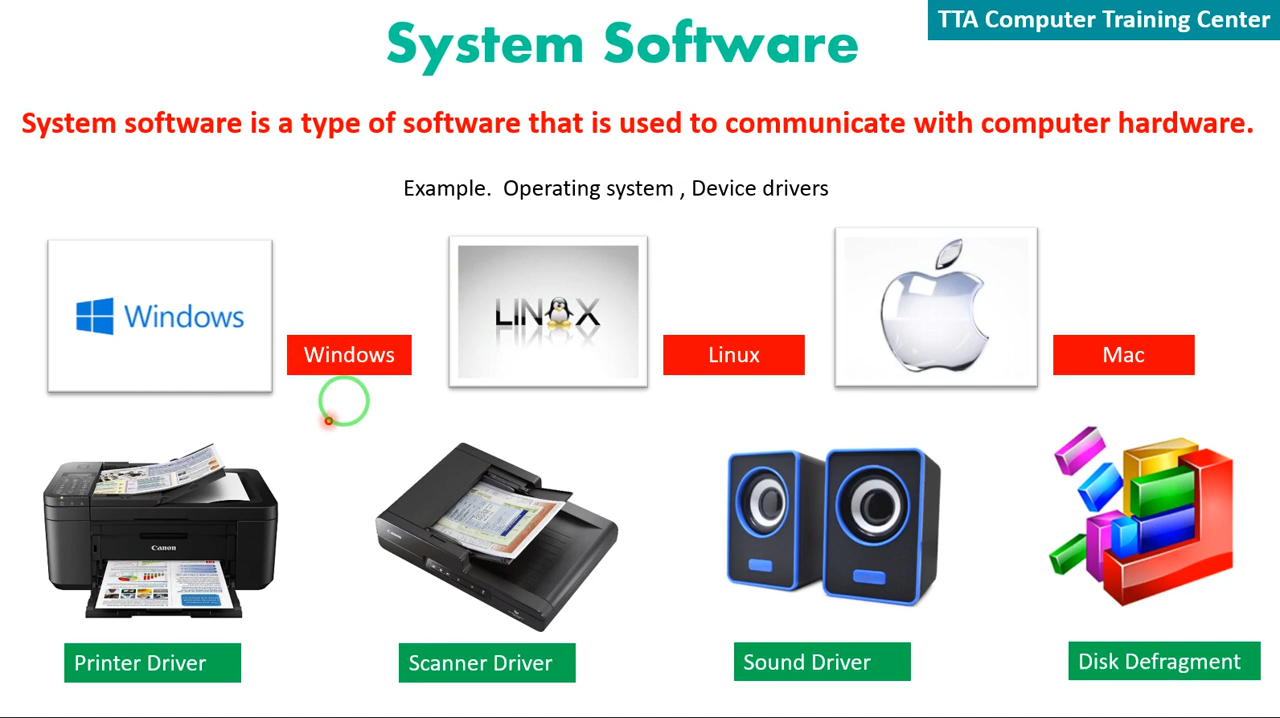 TTA Computer Training Center
System Software
System software is a type of software that is used to communicate with computer hardware.
Example.  Operating system , Device drivers
Windows
Windows
LINUX
Linux
Mac
Canon
Printer Driver
Scanner Driver
Sound Driver
Disk Defragment